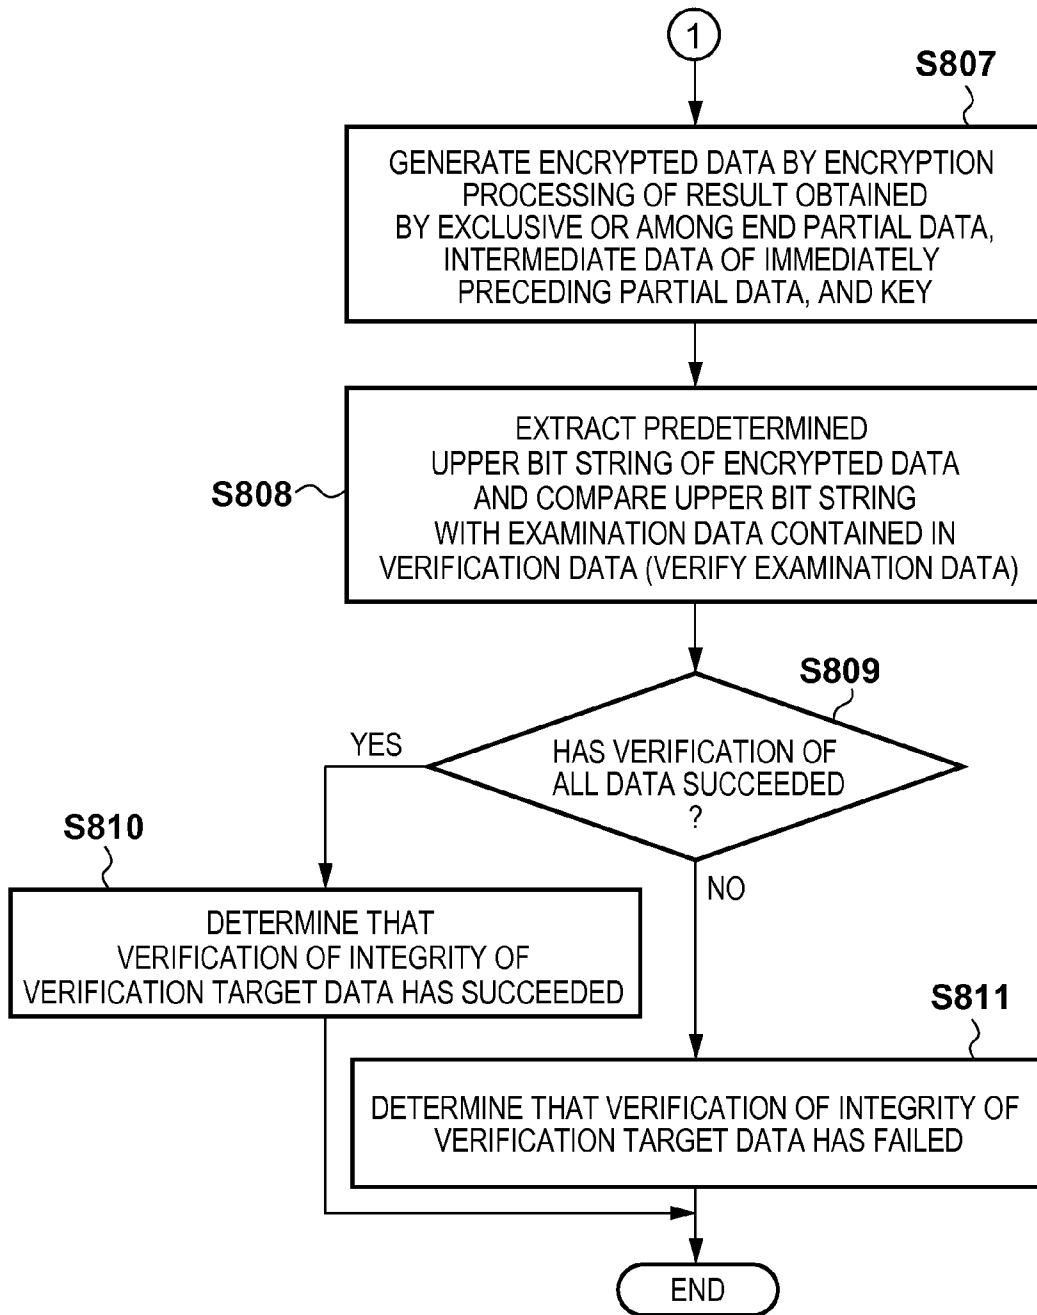 1
S807
GENERATE ENCRYPTED DATA BY ENCRYPTION
PROCESSING OF RESULT OBTAINED
BY EXCLUSIVE OR AMONG END PARTIAL DATA,
INTERMEDIATE DATA OF IMMEDIATELY
PRECEDING PARTIAL DATA, AND KEY
S808
EXTRACT PREDETERMINED
UPPER BIT STRING OF ENCRYPTED DATA
AND COMPARE UPPER BIT STRING
WITH EXAMINATION DATA CONTAINED IN
VERIFICATION DATA (VERIFY EXAMINATION DATA)
S809
HAS VERIFICATION OF
ALL DATA SUCCEEDED
?
YES
NO
S810
DETERMINE THAT
VERIFICATION OF INTEGRITY OF
VERIFICATION TARGET DATA HAS SUCCEEDED
S811
DETERMINE THAT VERIFICATION OF INTEGRITY OF
VERIFICATION TARGET DATA HAS FAILED
END